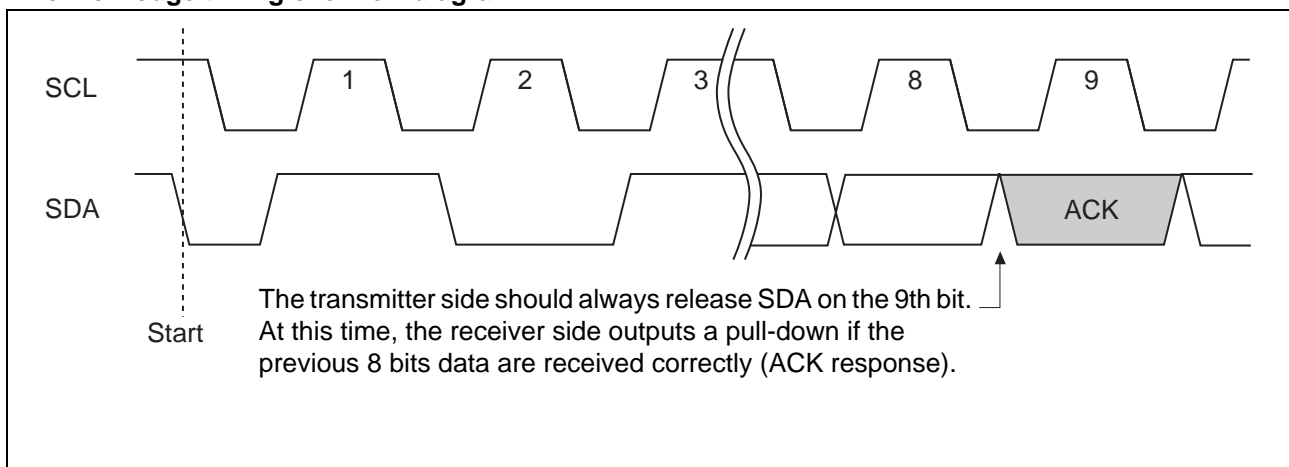 SCL
1
2
3
8
9
SDA
ACK
Start
The transmitter side should always release SDA on the 9th bit.
At this time, the receiver side outputs a pull-down if the
previous 8 bits data are received correctly (ACK response).